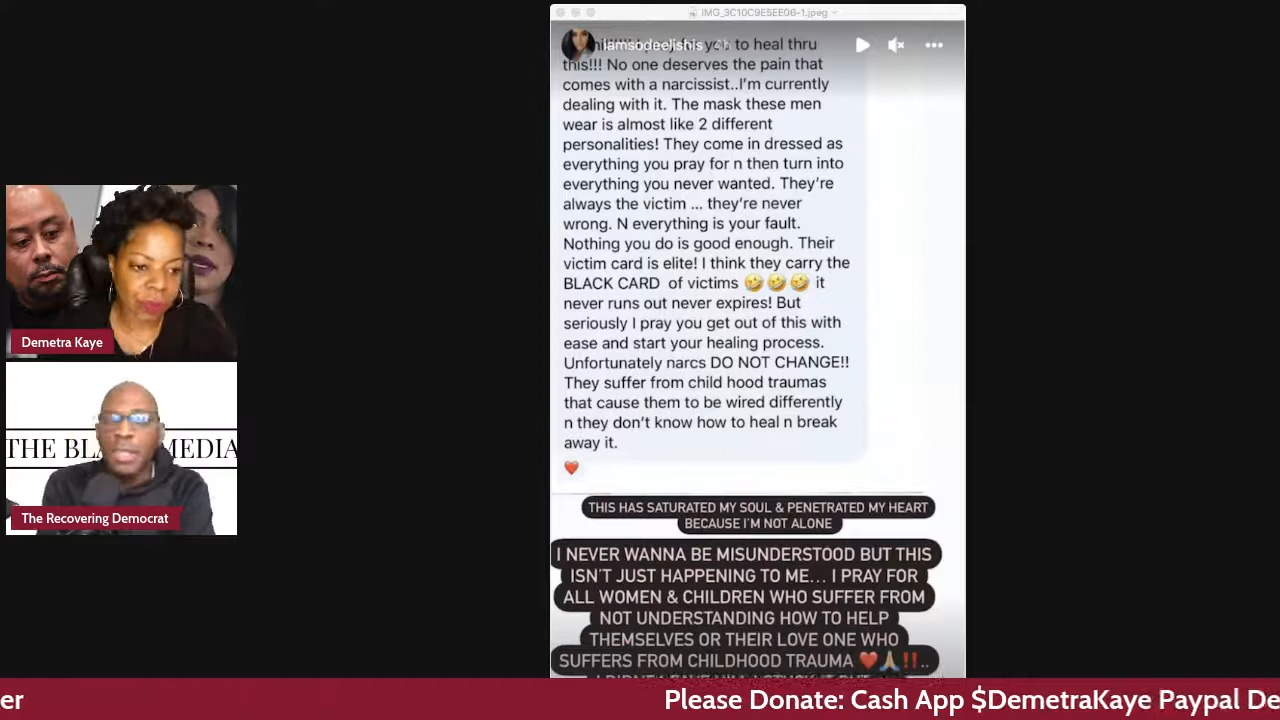 IMG_3C10C9E5EE06-1.jpeg
iamsodeelishis
you to heal thru
this!!! No one deserves the pain that
comes with a narcissist..I'm currently
dealing with it. The mask these men
wear is almost like 2 different
personalities! They come in dressed as
everything you pray for n then turn into
everything you never wanted. They're
always the victim ... they're never
wrong. N everything is your fault.
Nothing you do is good enough. Their
victim card is elite! I think they carry the
BLACK CARD of victims 🤣🤣🤣 it
never runs out never expires! But
seriously I pray you get out of this with
ease and start your healing process.
Unfortunately narcs DO NOT CHANGE!!
They suffer from child hood traumas
that cause them to be wired differently
n they don't know how to heal n break
away it.
❤️
THIS HAS SATURATED MY SOUL & PENETRATED MY HEART
BECAUSE I'M NOT ALONE
I NEVER WANNA BE MISUNDERSTOOD BUT THIS
ISN'T JUST HAPPENING TO ME... I PRAY FOR
ALL WOMEN & CHILDREN WHO SUFFER FROM
NOT UNDERSTANDING HOW TO HELP
THEMSELVES OR THEIR LOVE ONE WHO
SUFFERS FROM CHILDHOOD TRAUMA ❤️🙏‼️..
Demetra Kaye
THE BLA MEDIA
The Recovering Democrat
er
Please Donate: Cash App $DemetraKaye Paypal De